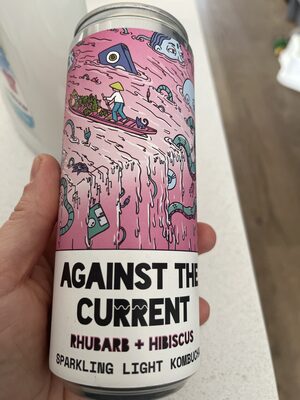 AGAINST THE
CURRENT
RHUBARB + HIBISCUS
SPARKLING LIGHT KOMBUCHA